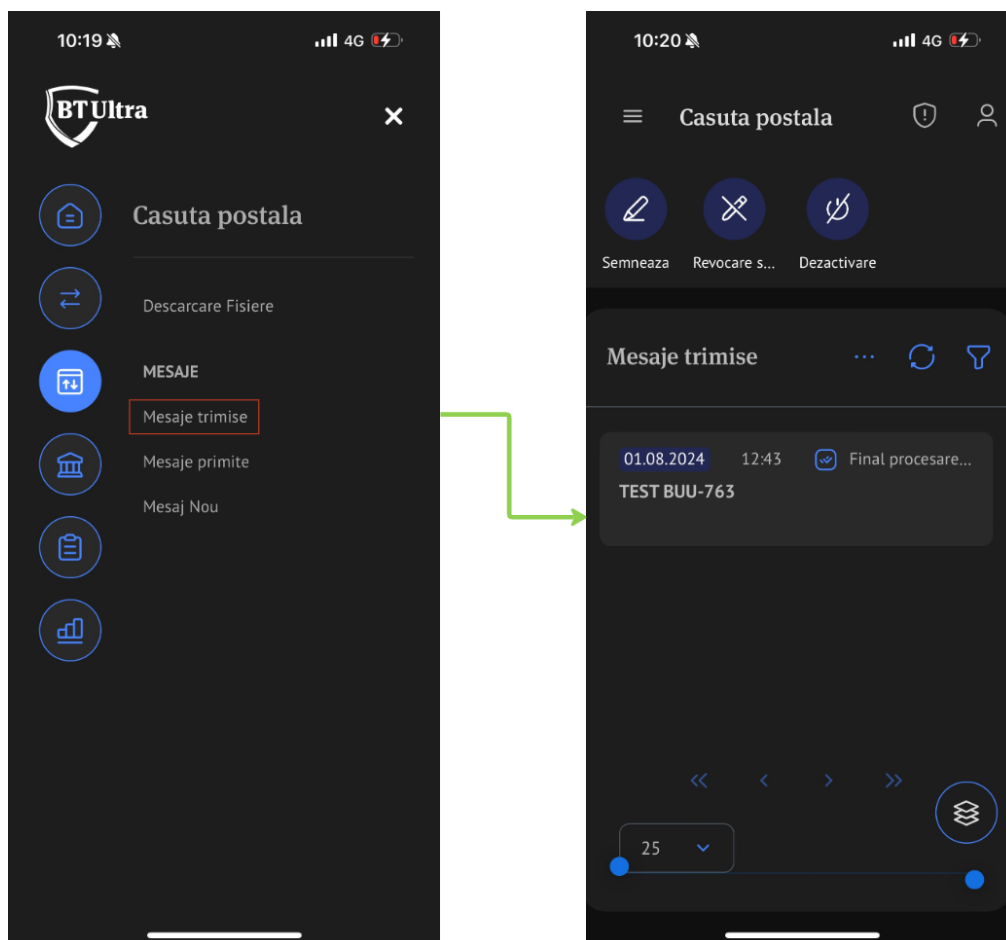 10:19 4G
BT Ultra
Casuta postala
Descarcare Fisiere
MESAJE
Mesaje trimise
Mesaje primite
Mesaj Nou
10:20 4G
Casuta postala
Semneaza Revocare s... Dezactivare
Mesaje trimise
01.08.2024 12:43 Final procesare...
TEST BUU-763
25